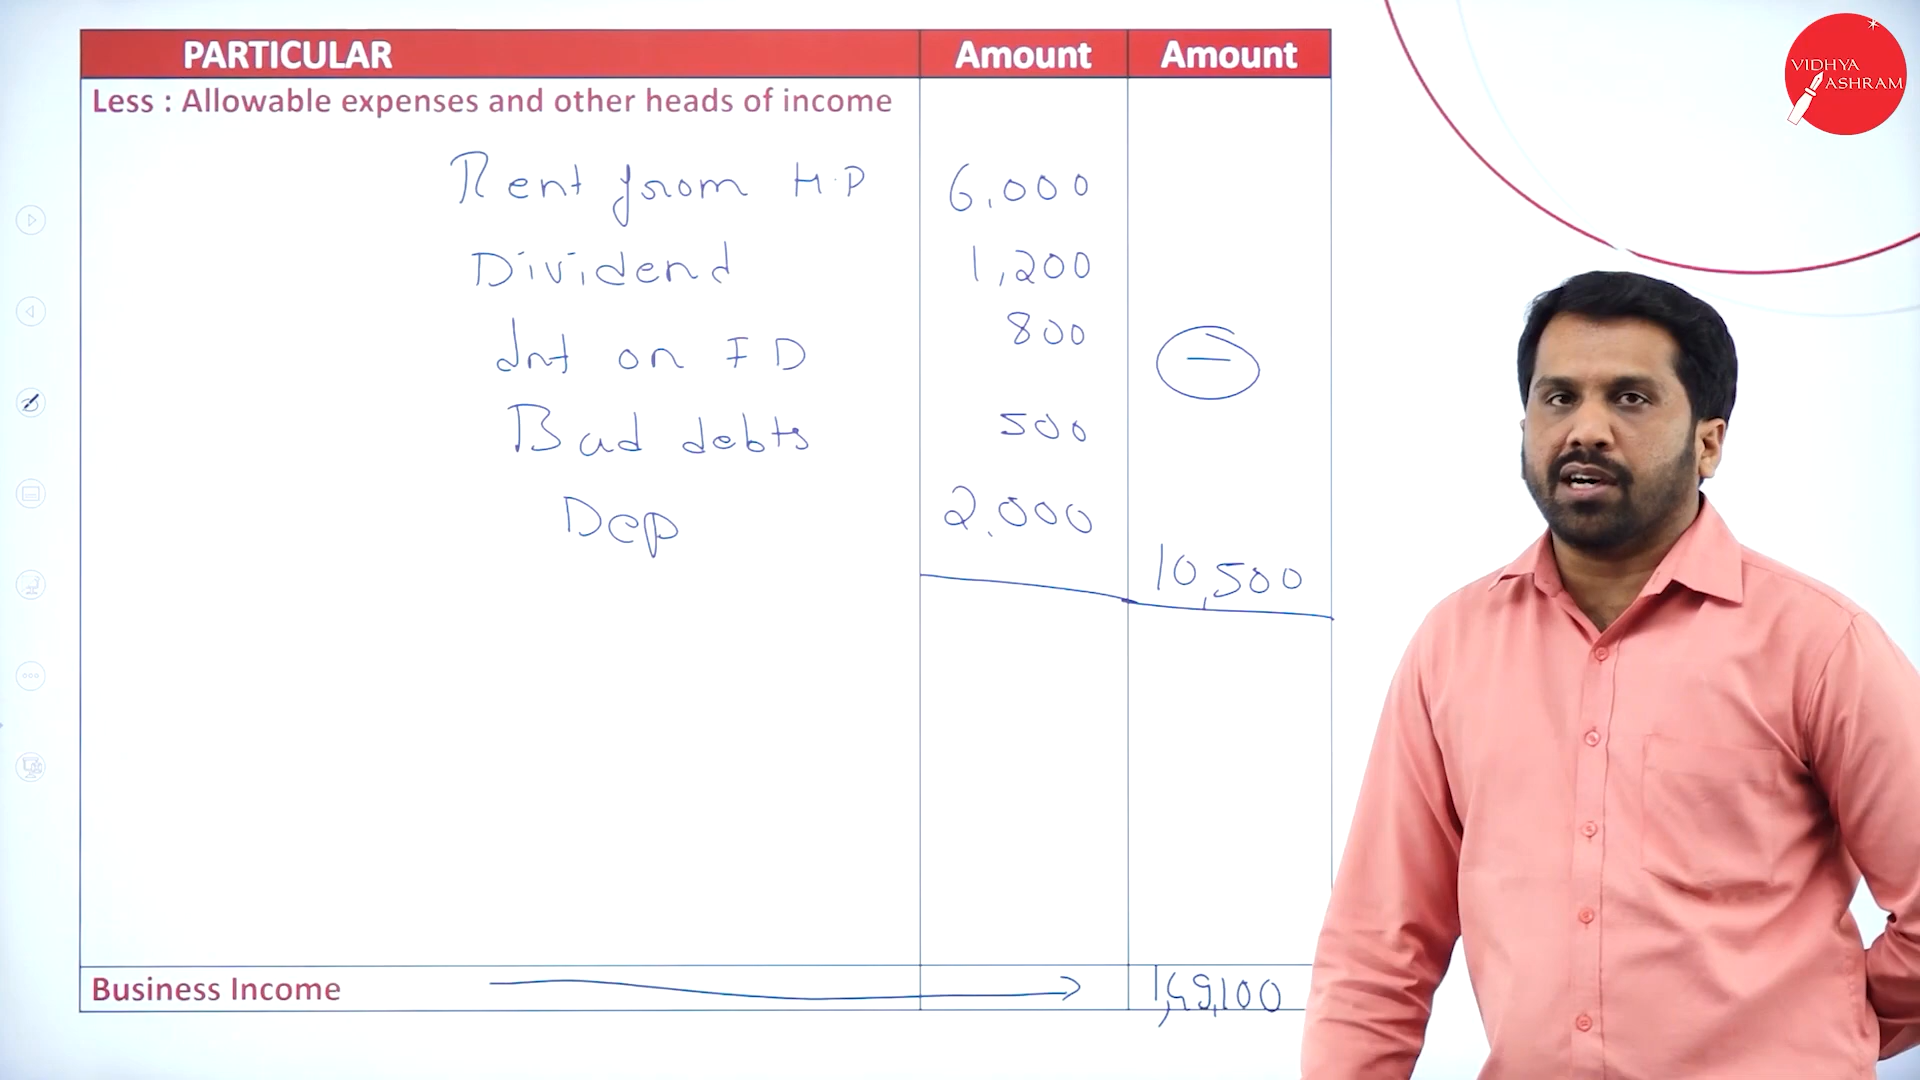 PARTICULAR Amount Amount
Less : Allowable expenses and other heads of income
Rent from H.P 6,000
Dividend 1,200
Int on FD 800
Bad debts 500
Dep 2,000
10,500
Business Income 1,49,100
VIDHYA
ASHRAM